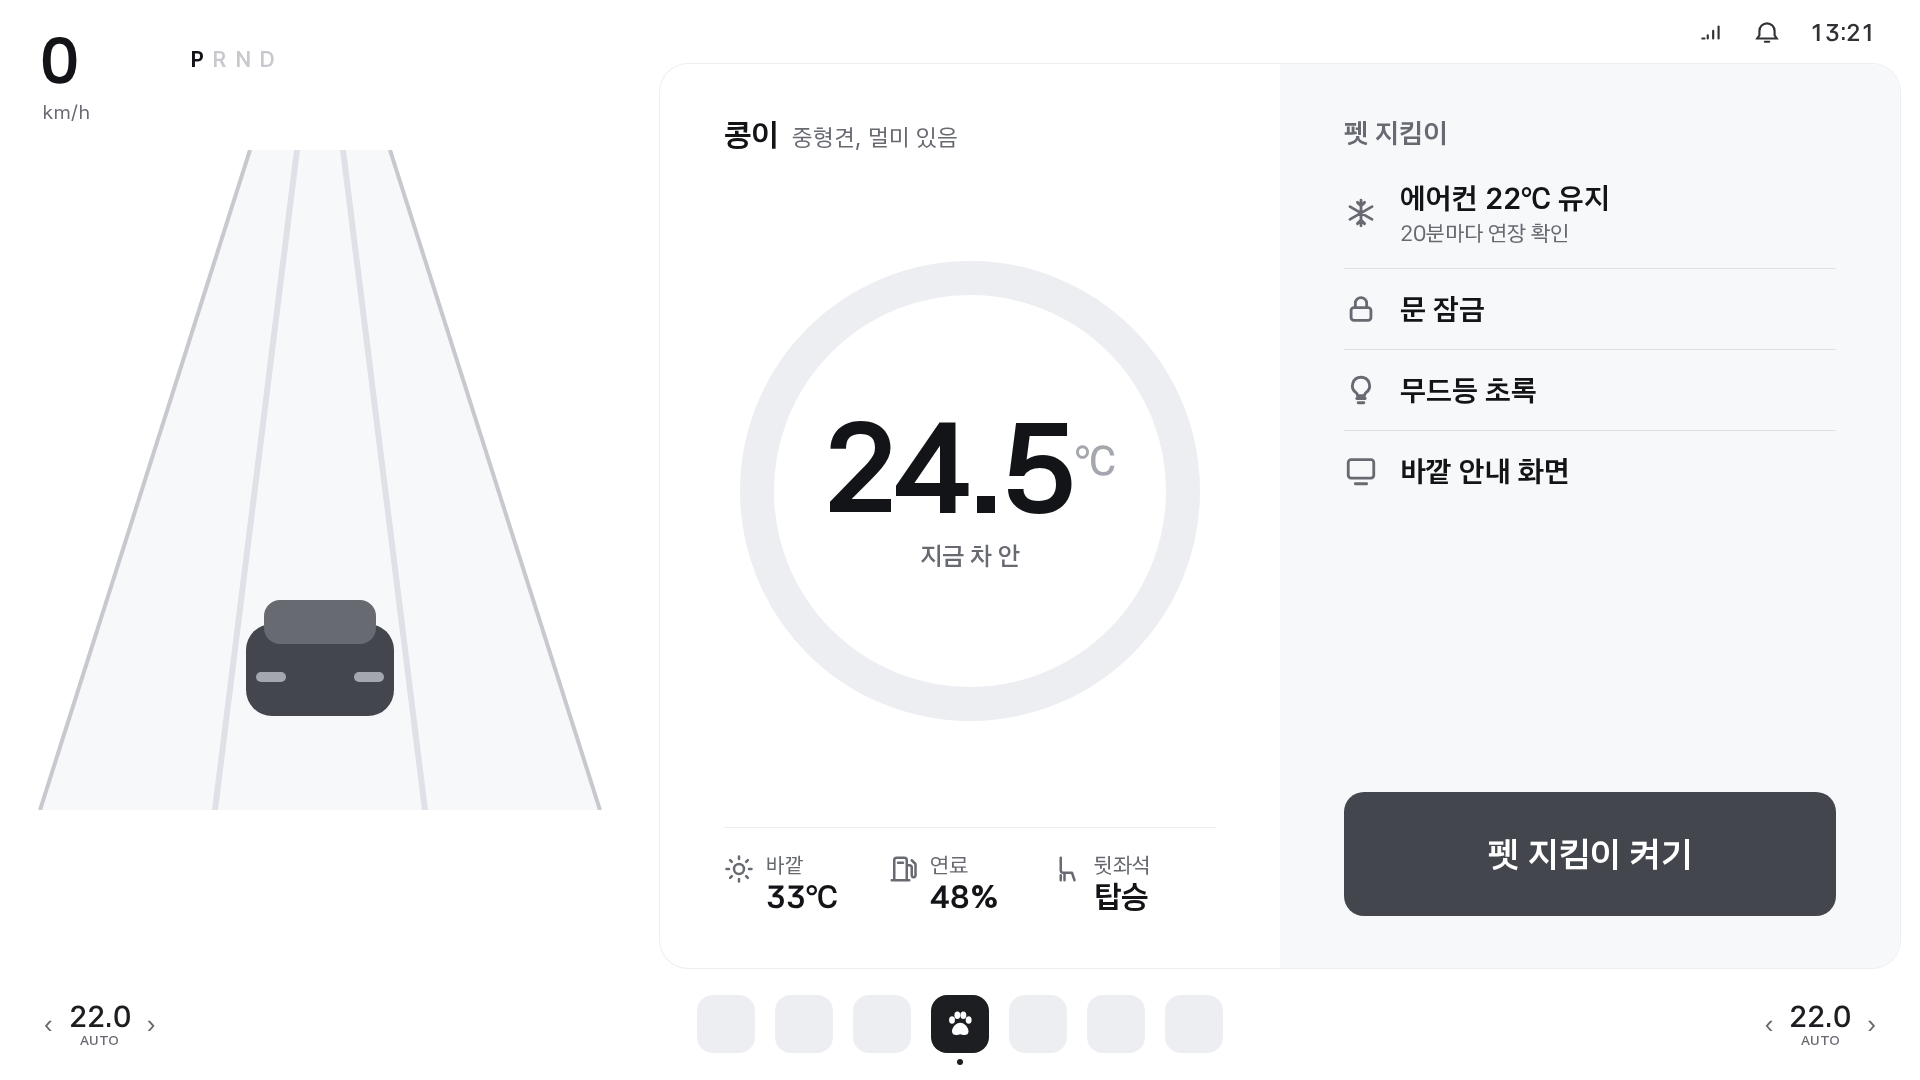 0
km/h
P R N D
13:21
콩이 중형견, 멀미 있음
24.5℃
지금 차 안
바깥
33℃
연료
48%
뒷좌석
탑승
펫 지킴이
에어컨 22℃ 유지
20분마다 연장 확인
문 잠금
무드등 초록
바깥 안내 화면
펫 지킴이 켜기
‹ 22.0 ›
AUTO
‹ 22.0 ›
AUTO